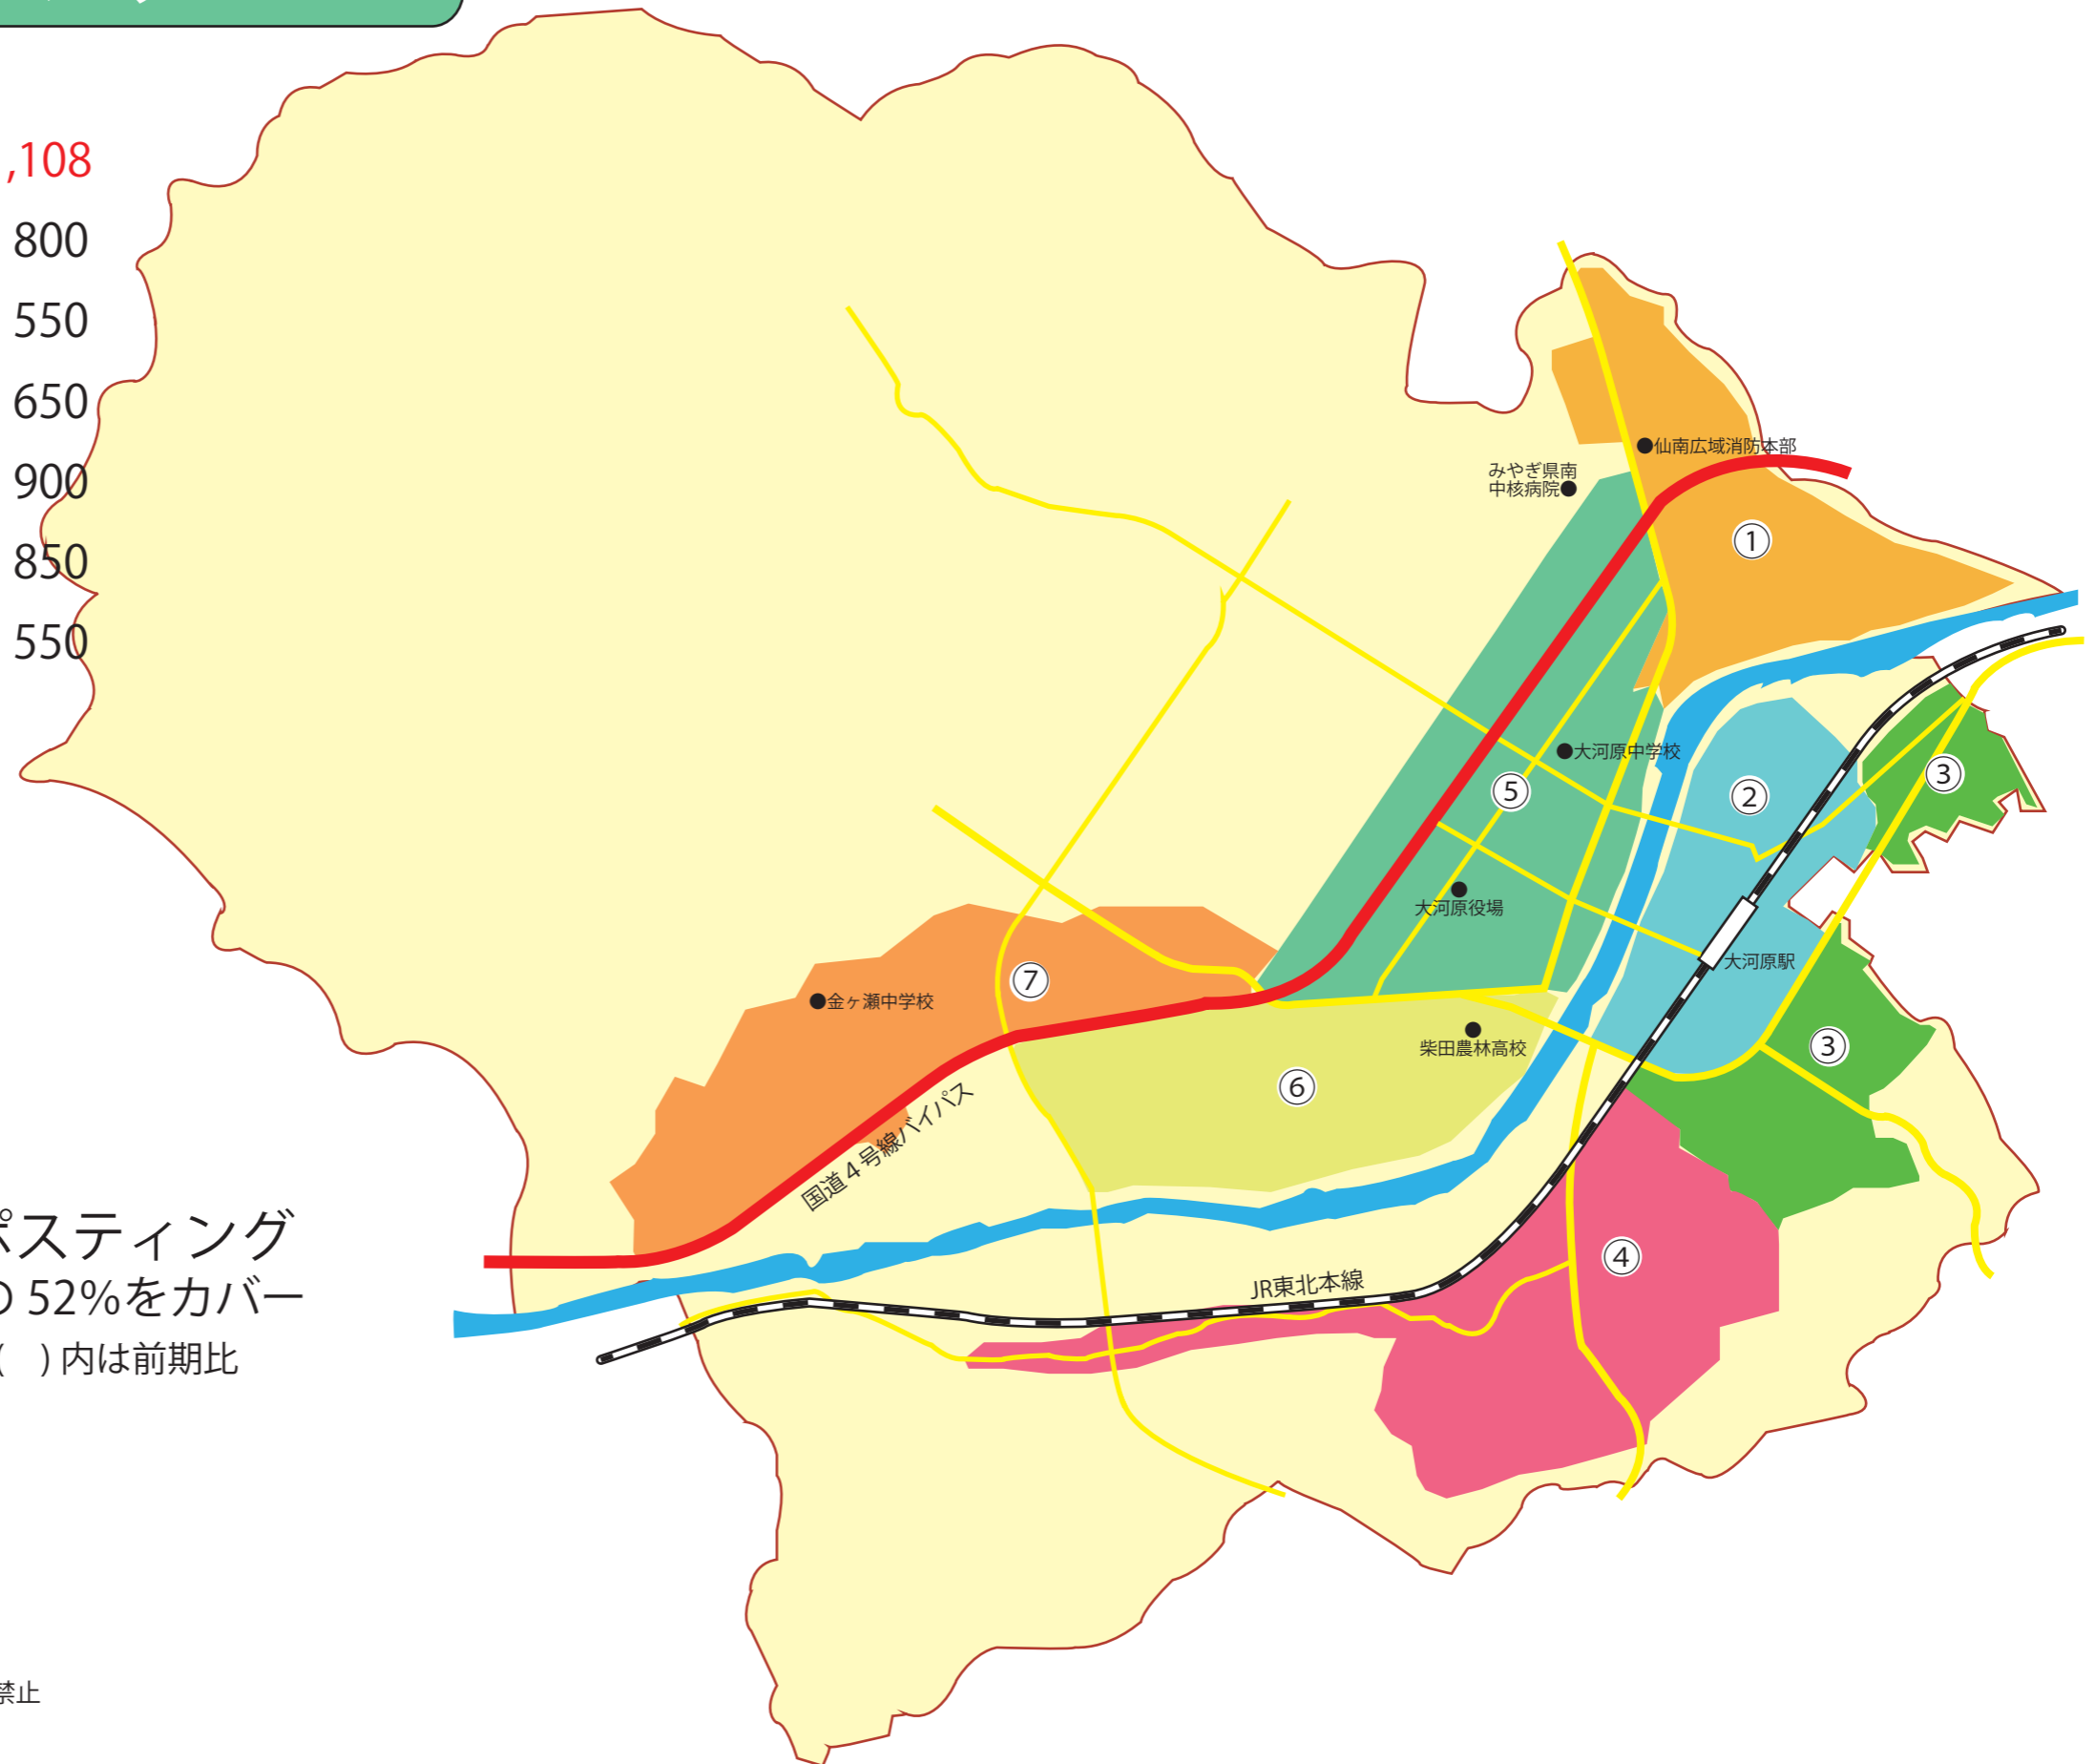 ,108
800
550
650
900
850
550
仙南広域消防本部
みやぎ県南
中核病院
①
大河原中学校
⑤
②
③
大河原役場
大河原駅
⑦
金ヶ瀬中学校
柴田農林高校
③
⑥
国道4号線バイパス
ポスティング
の 52%をカバー
④
JR東北本線
( ) 内は前期比
禁止